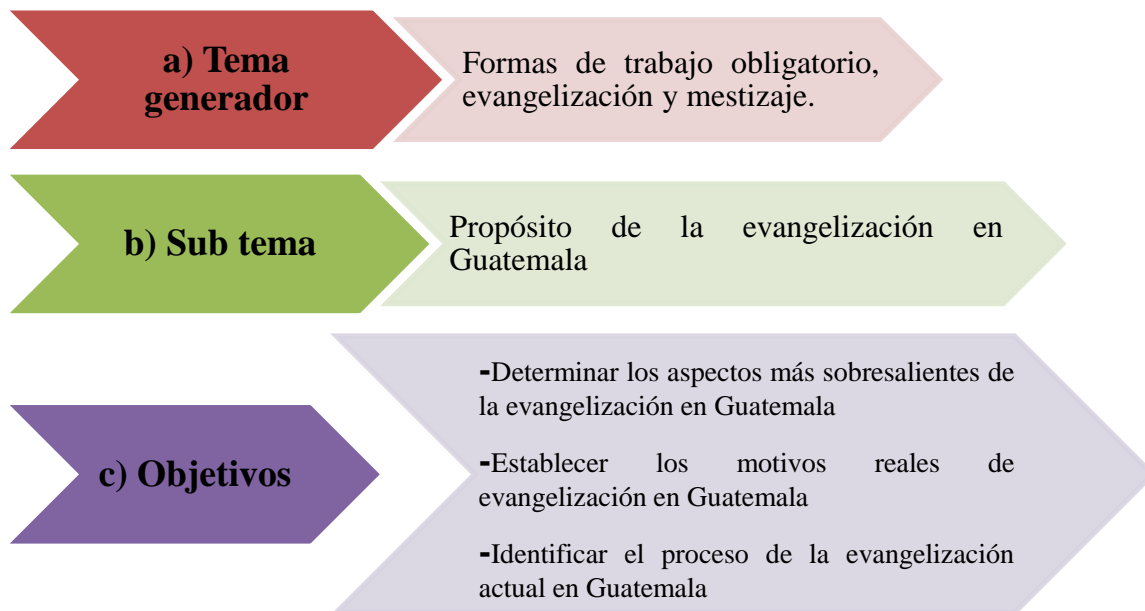 a) Tema
generador
Formas de trabajo obligatorio,
evangelización y mestizaje.
b) Sub tema
Propósito de la evangelización en
Guatemala
c) Objetivos
-Determinar los aspectos más sobresalientes de
la evangelización en Guatemala
-Establecer los motivos reales de
evangelización en Guatemala
-Identificar el proceso de la evangelización
actual en Guatemala